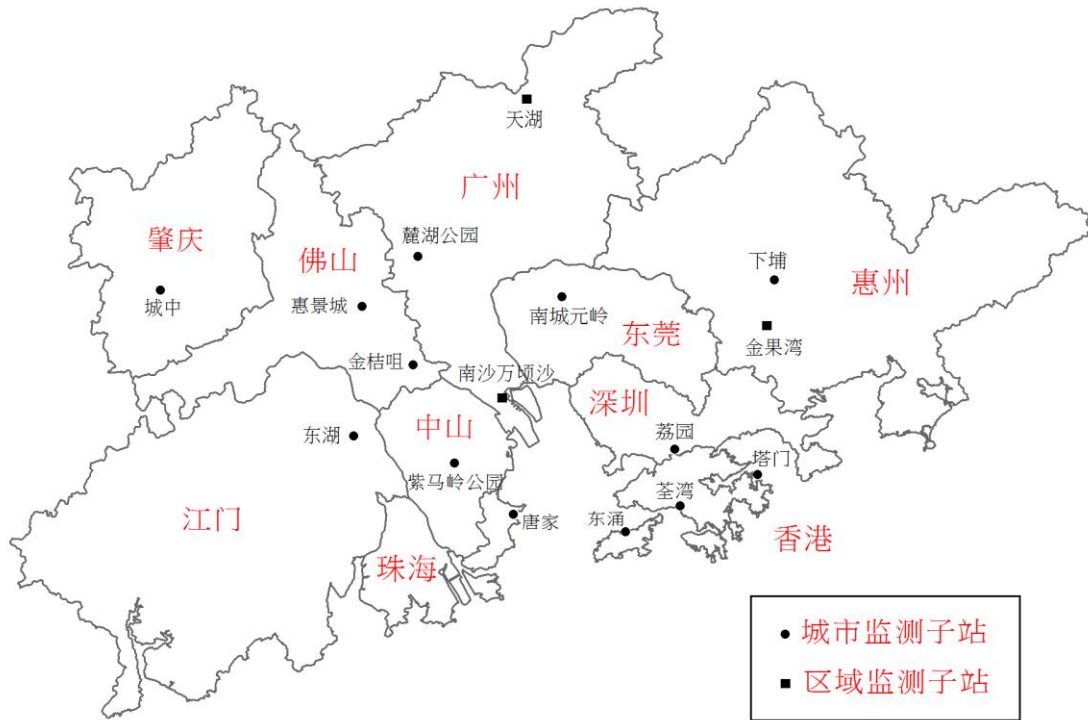 天湖
广州
麓湖公园
肇庆
佛山
下埔
惠州
城中
惠景城
南城元岭
东莞
金果湾
金桔咀
南沙万顷沙
深圳
中山
东湖
荔园
塔门
紫马岭公园
荃湾
江门
唐家
东涌
香港
珠海
城市监测子站
区域监测子站